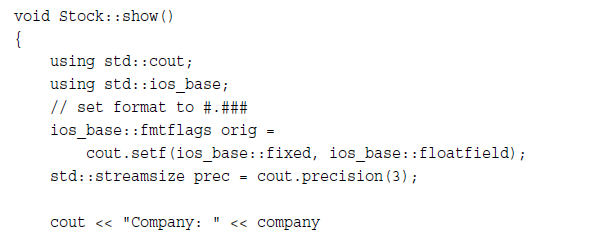 void Stock::show()
{
    using std::cout;
    using std::ios_base;
    // set format to #.###
    ios_base::fmtflags orig =
        cout.setf(ios_base::fixed, ios_base::floatfield);
    std::streamsize prec = cout.precision(3);

    cout << "Company: " << company